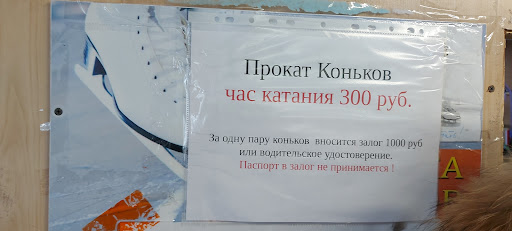 Прокат Коньков
час катания 300 руб.
За одну пару коньков вносится залог 1000 руб
или водительское удостоверение.
Паспорт в залог не принимается !
А